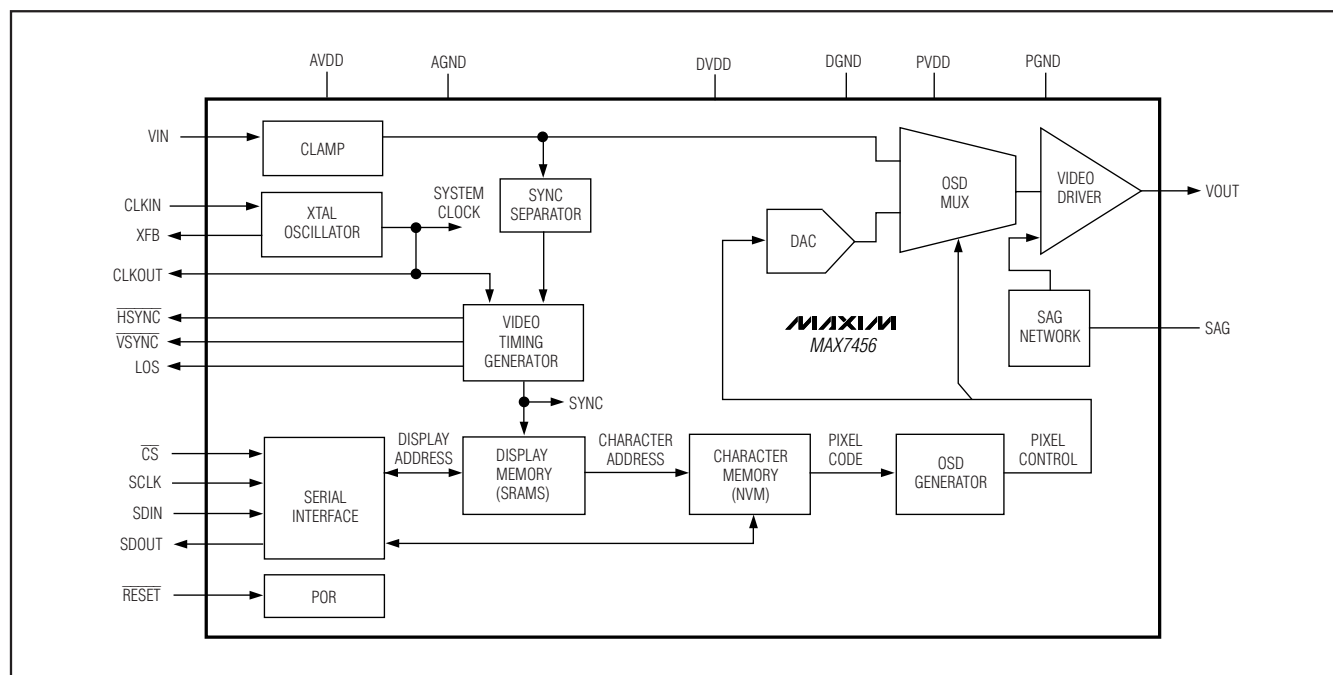 AVDD
AGND
DVDD
DGND
PVDD
PGND
VIN
CLAMP
CLKIN
XFB
XTAL
OSCILLATOR
SYSTEM
CLOCK
SYNC
SEPARATOR
CLKOUT
HSYNC
VSYNC
LOS
VIDEO
TIMING
GENERATOR
SYNC
DAC
OSD
MUX
VIDEO
DRIVER
VOUT
MAXIM
MAX7456
SAG
NETWORK
SAG
CS
SCLK
SDIN
SDOUT
SERIAL
INTERFACE
DISPLAY
ADDRESS
DISPLAY
MEMORY
(SRAMS)
CHARACTER
ADDRESS
CHARACTER
MEMORY
(NVM)
PIXEL
CODE
OSD
GENERATOR
PIXEL
CONTROL
RESET
POR